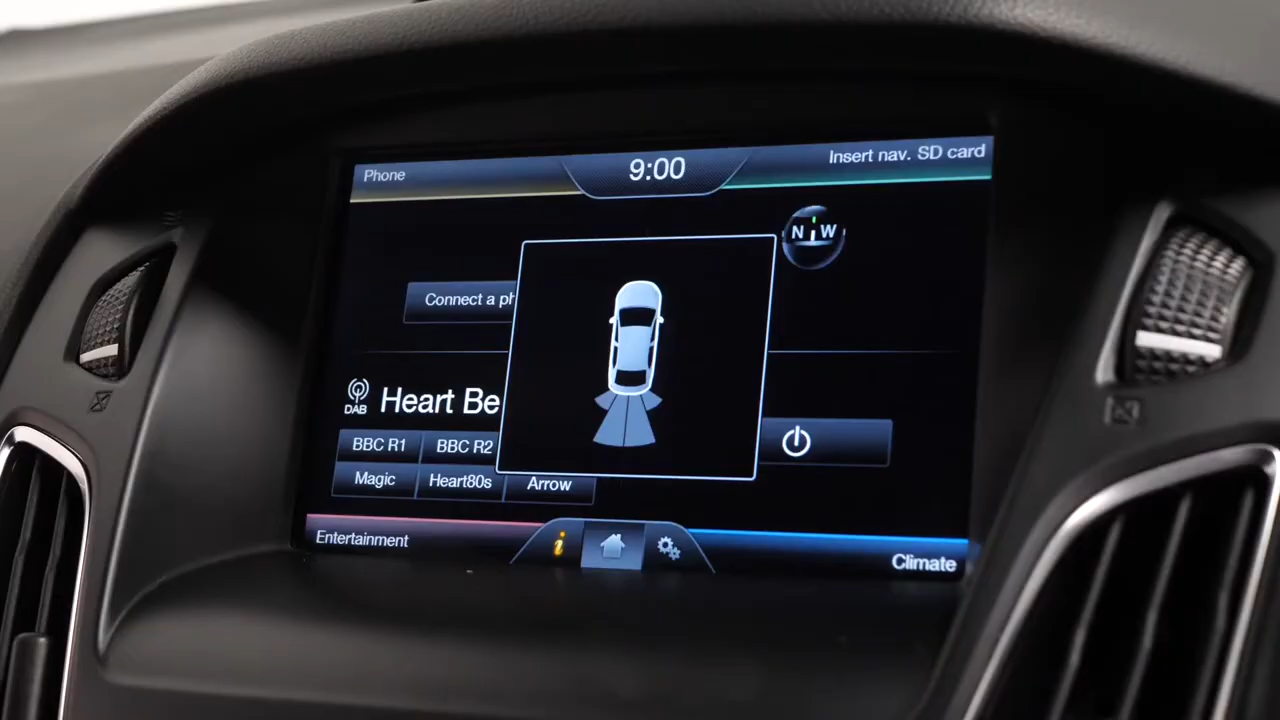 Phone
9:00
Insert nav. SD card
N W
Connect a ph
DAB
Heart Be
BBC R1
BBC R2
Magic
Heart80s
Arrow
Entertainment
i
Climate